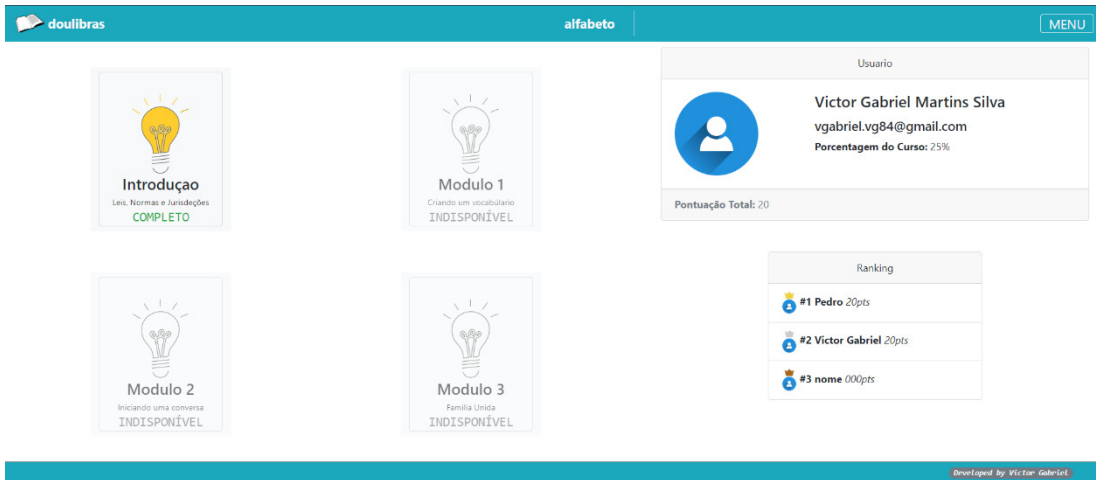 doulibras
alfabeto
MENU
Introduçao
Leis, Normas e Jurisdeções
COMPLETO
Modulo 1
Criando um vocabúlario
INDISPONÍVEL
Modulo 2
Iniciando uma conversa
INDISPONÍVEL
Modulo 3
Familia Unida
INDISPONÍVEL
Usuario
Victor Gabriel Martins Silva
vgabriel.vg84@gmail.com
Porcentagem do Curso: 25%
Pontuação Total: 20
Ranking
#1 Pedro 20pts
#2 Victor Gabriel 20pts
#3 nome 000pts
Developed by Victor Gabriel